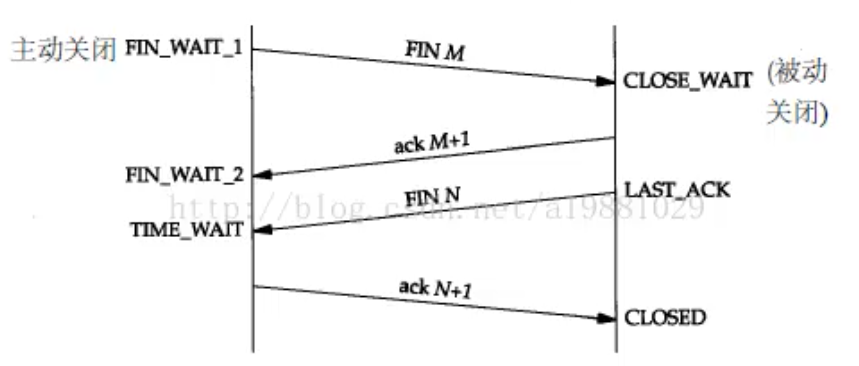 主动关闭 FIN_WAIT_1
FIN M
CLOSE_WAIT (被动
关闭)
ack M+1
FIN_WAIT_2
FIN N
LAST_ACK
http://blog.csdn.net/a19881029
TIME_WAIT
ack N+1
CLOSED